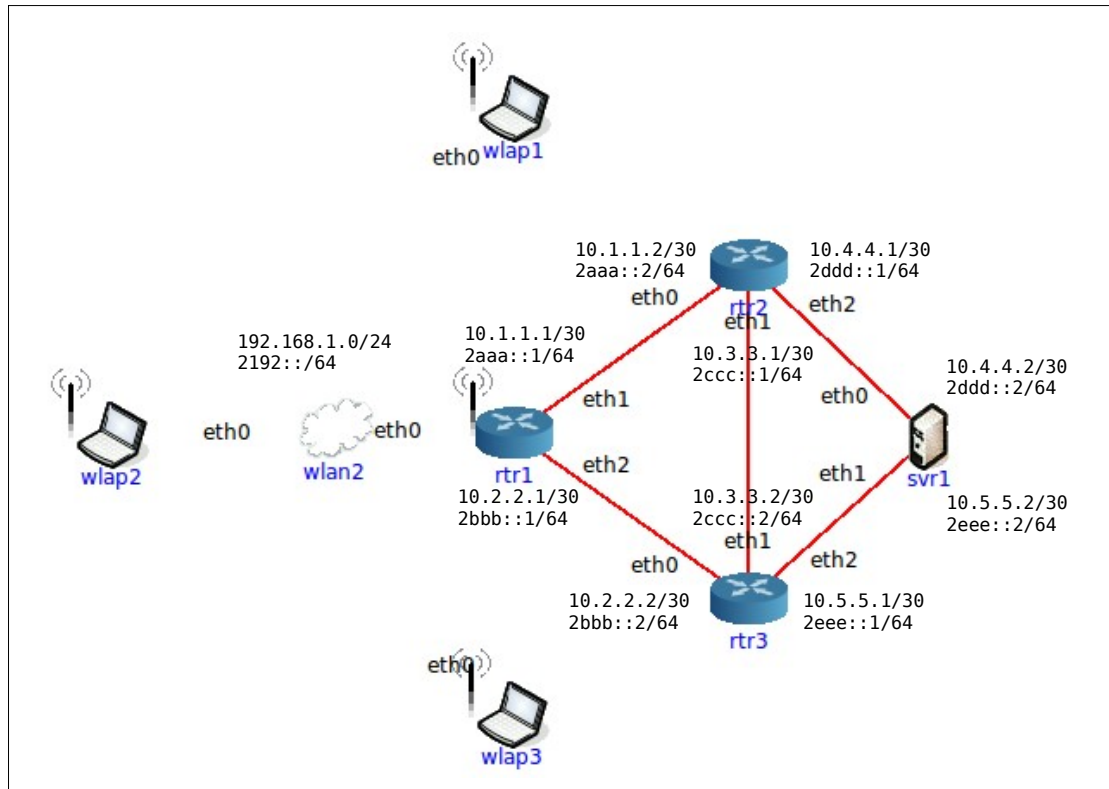 eth0
wlap1
10.1.1.2/30
2aaa::2/64
10.4.4.1/30
2ddd::1/64
eth0
rtr2
eth1
eth2
192.168.1.0/24
2192::/64
10.1.1.1/30
2aaa::1/64
10.3.3.1/30
2ccc::1/64
10.4.4.2/30
2ddd::2/64
eth0
eth1
eth0
eth0
wlap2
wlan2
rtr1
eth2
eth1
svr1
10.2.2.1/30
2bbb::1/64
10.3.3.2/30
2ccc::2/64
10.5.5.2/30
2eee::2/64
eth1
eth0
eth2
10.2.2.2/30
2bbb::2/64
10.5.5.1/30
2eee::1/64
rtr3
eth0
wlap3